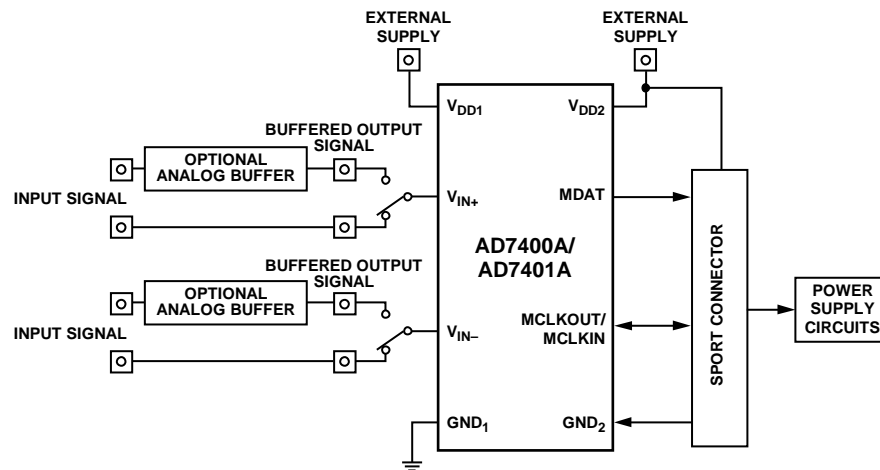 EXTERNAL
SUPPLY
EXTERNAL
SUPPLY
VDD1
VDD2
BUFFERED OUTPUT
SIGNAL
OPTIONAL
ANALOG BUFFER
INPUT SIGNAL
VIN+
MDAT
AD7400A/
AD7401A
BUFFERED OUTPUT
SIGNAL
OPTIONAL
ANALOG BUFFER
INPUT SIGNAL
VIN–
MCLKOUT/
MCLKIN
GND1
GND2
SPORT CONNECTOR
POWER
SUPPLY
CIRCUITS